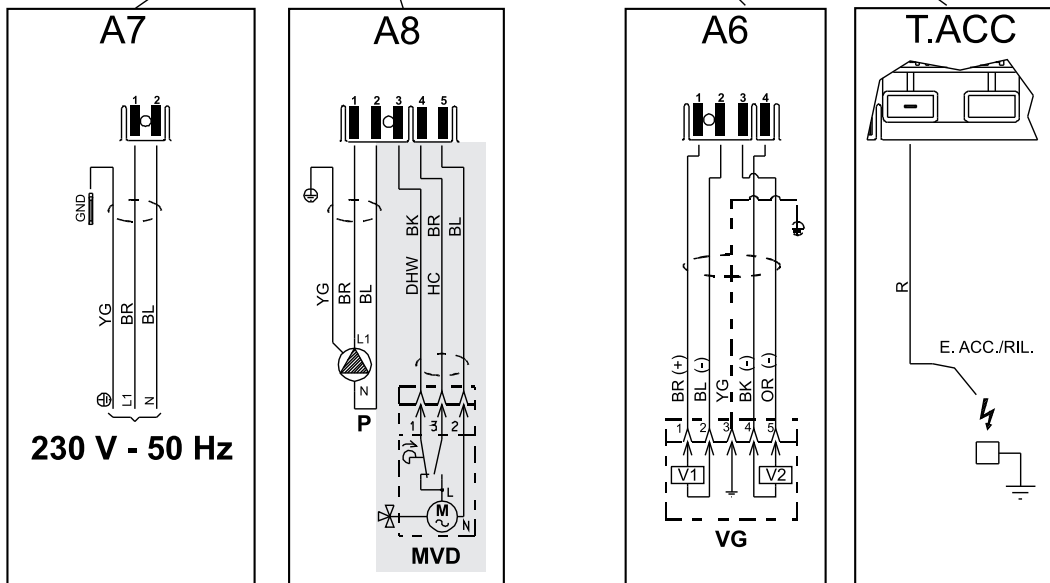 A7
1 2
GND
YG
BR
BL
L1
N
230 V - 50 Hz
A8
1 2 3 4 5
YG
BR
BL
DHW
BK
HC
BR
BL
L1
N
P
1 3 2
L
M
N
MVD
A6
1 2 3 4
BR (+)
BL (-)
YG
BK (-)
OR (-)
1 2 3 4 5
V1
V2
VG
T.ACC
R
E. ACC./RIL.